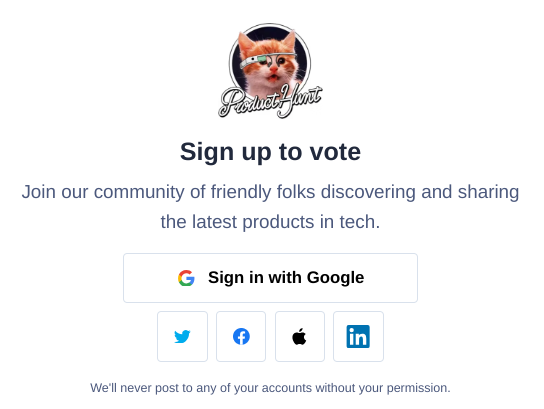 Product Hunt
Sign up to vote
Join our community of friendly folks discovering and sharing
the latest products in tech.
Sign in with Google
We'll never post to any of your accounts without your permission.